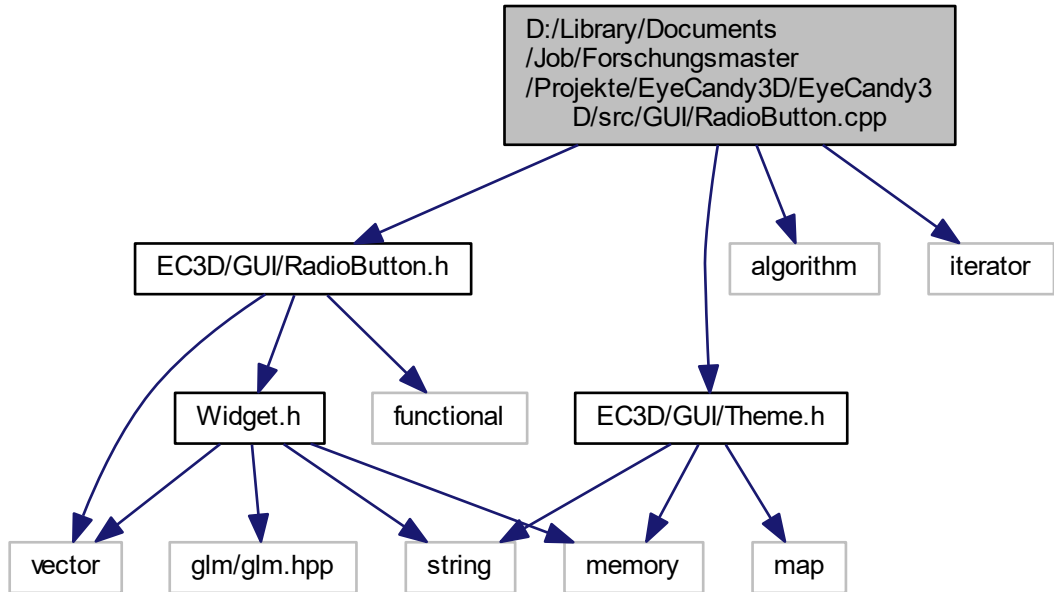 D:/Library/Documents
/Job/Forschungsmaster
/Projekte/EyeCandy3D/EyeCandy3
D/src/GUI/RadioButton.cpp
EC3D/GUI/RadioButton.h
algorithm
iterator
Widget.h
functional
EC3D/GUI/Theme.h
vector
glm/glm.hpp
string
memory
map